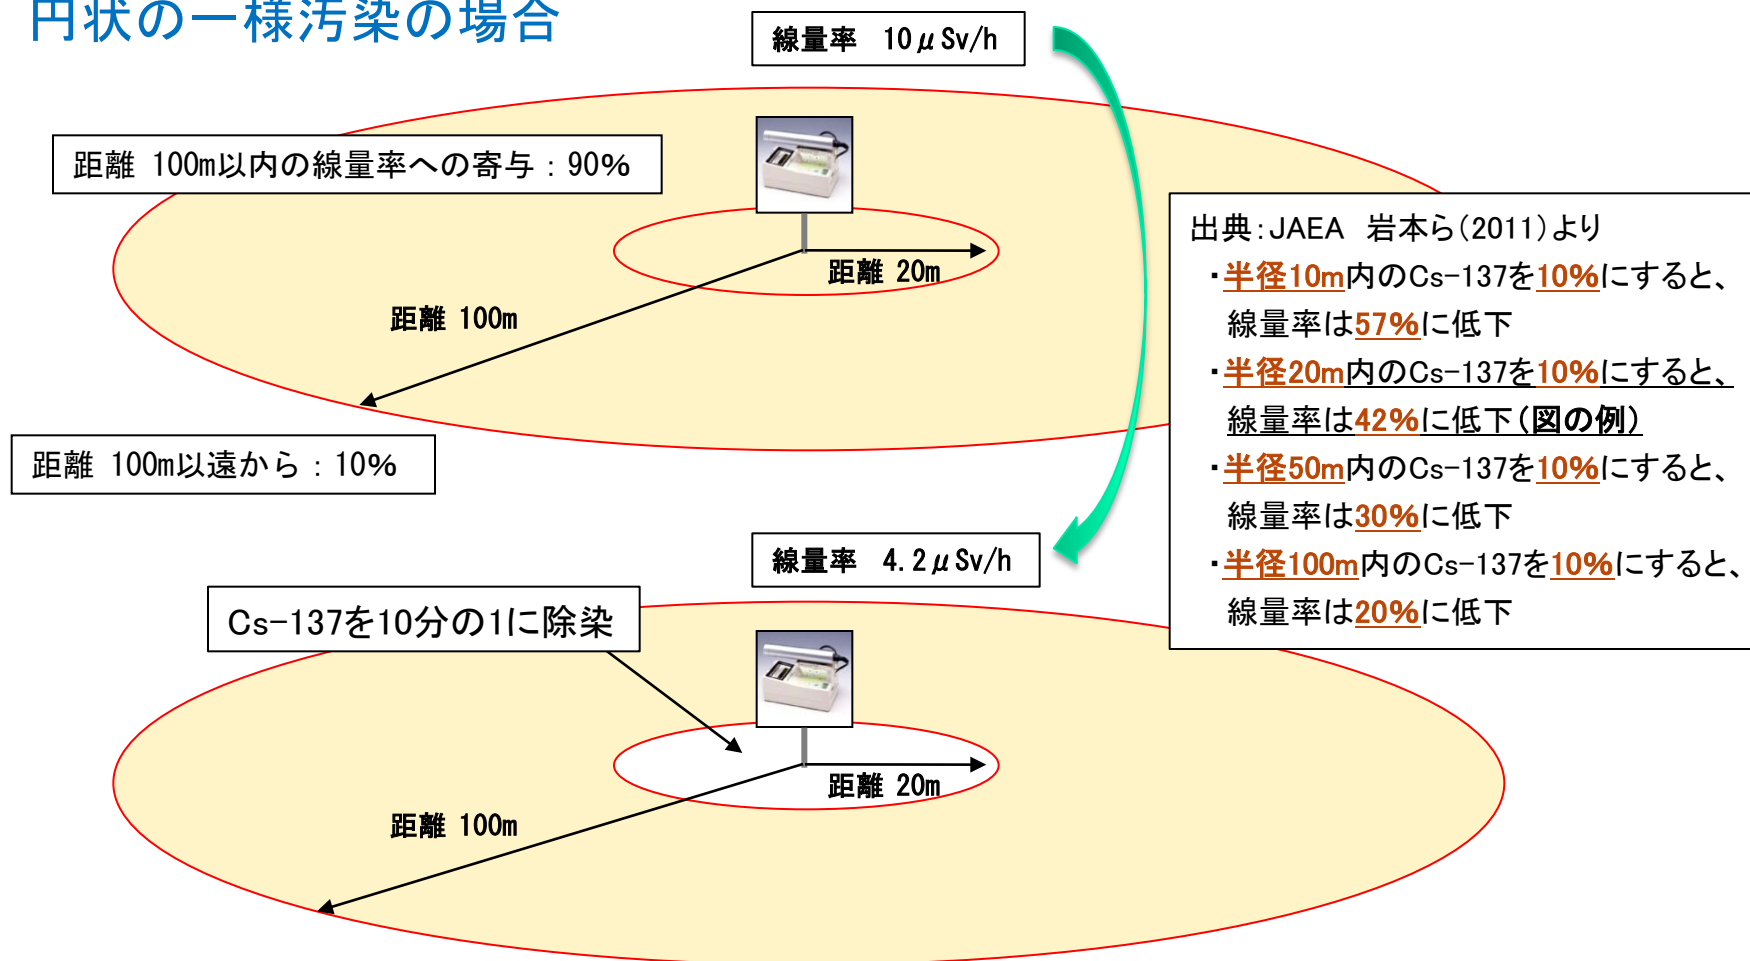 円状の一様汚染の場合
線量率　10μSv/h
距離 100m以内の線量率への寄与：90%
距離 20m
距離 100m
距離 100m以遠から：10%
出典：JAEA　岩本ら（2011）より
・半径10m内のCs-137を10%にすると、
線量率は57%に低下
・半径20m内のCs-137を10%にすると、
線量率は42%に低下（図の例）
・半径50m内のCs-137を10%にすると、
線量率は30%に低下
・半径100m内のCs-137を10%にすると、
線量率は20%に低下
線量率　4.2μSv/h
Cs-137を10分の1に除染
距離 20m
距離 100m